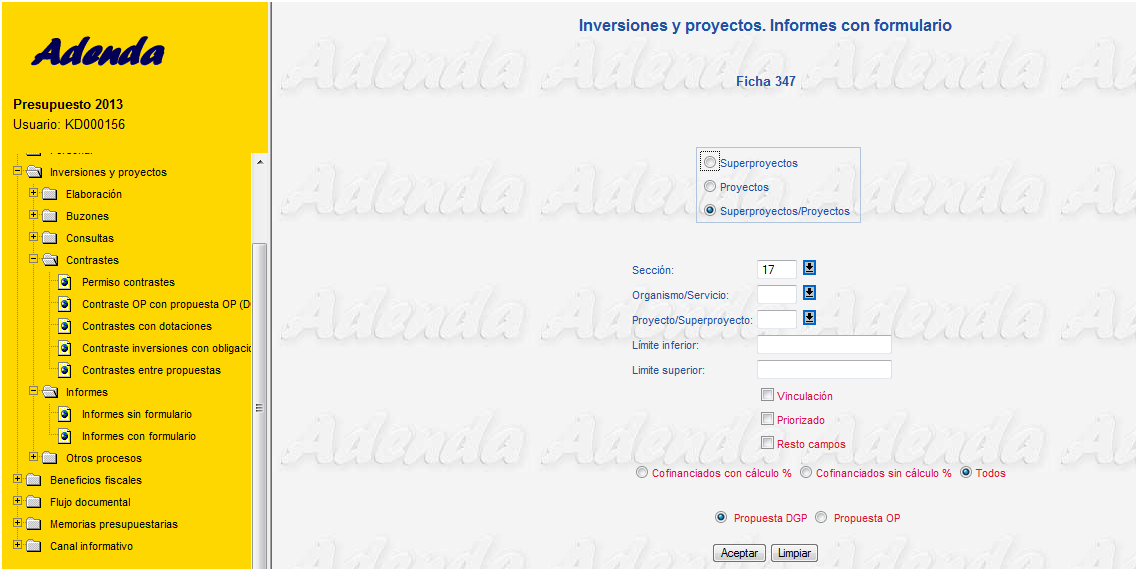 Adenda
Presupuesto 2013
Usuario: KD000156
Inversiones y proyectos
Elaboración
Buzones
Consultas
Contrastes
Permiso contrastes
Contraste OP con propuesta OP (D
Contrastes con dotaciones
Contraste inversiones con obligacio
Contrastes entre propuestas
Informes
Informes sin formulario
Informes con formulario
Otros procesos
Beneficios fiscales
Flujo documental
Memorias presupuestarias
Canal informativo
Inversiones y proyectos. Informes con formulario
Ficha 347
Superproyectos
Proyectos
Superproyectos/Proyectos
Sección: 17
Organismo/Servicio:
Proyecto/Superproyecto:
Límite inferior:
Limite superior:
Vinculación
Priorizado
Resto campos
Cofinanciados con cálculo % Cofinanciados sin cálculo % Todos
Propuesta DGP Propuesta OP
Aceptar Limpiar